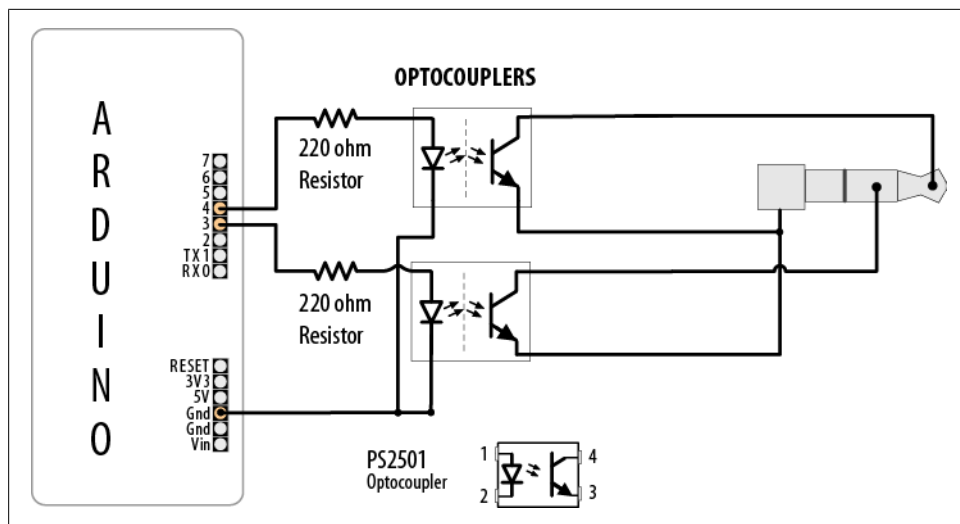 OPTOCOUPLERS
ARDUINO
220 ohm
Resistor
7
6
5
4
3
2
TX 1
RX 0
220 ohm
Resistor
RESET
3V3
5V
Gnd
Gnd
Vin
PS2501
Optocoupler
1
2
4
3